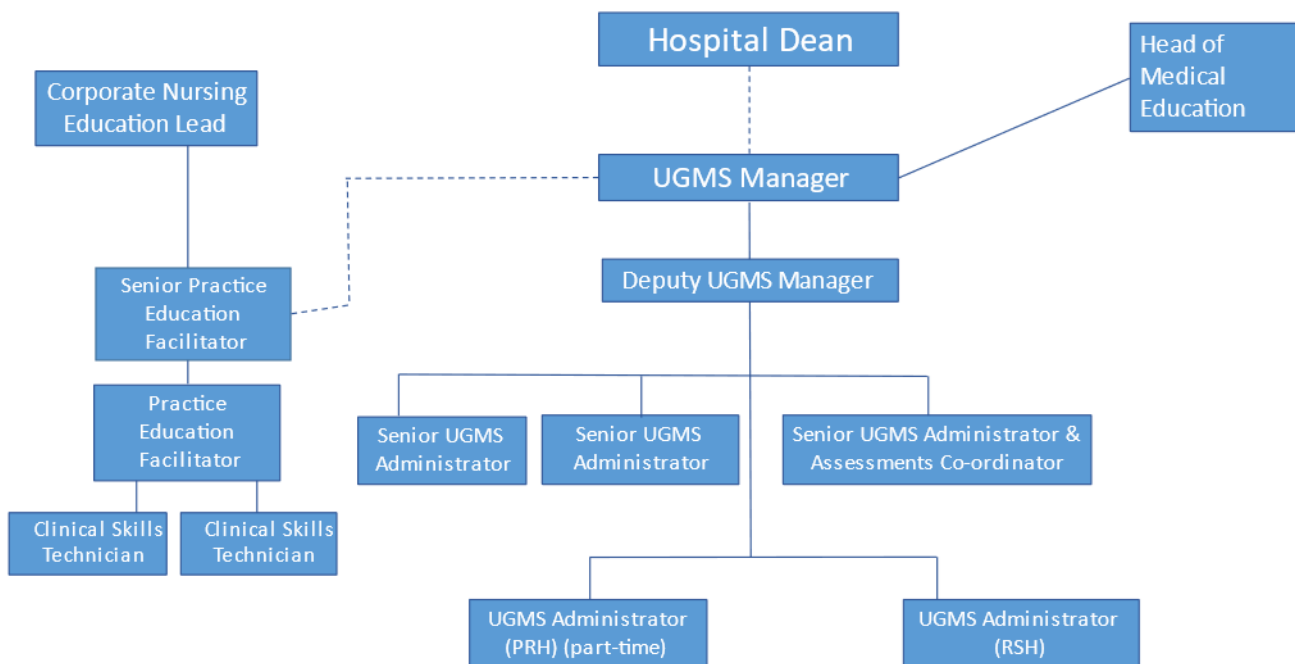 Hospital Dean
Head of
Medical
Education
Corporate Nursing
Education Lead
UGMS Manager
Deputy UGMS Manager
Senior Practice
Education
Facilitator
Practice
Education
Facilitator
Senior UGMS
Administrator
Senior UGMS
Administrator
Senior UGMS Administrator &
Assessments Co-ordinator
Clinical Skills
Technician
Clinical Skills
Technician
UGMS Administrator
(PRH) (part-time)
UGMS Administrator
(RSH)